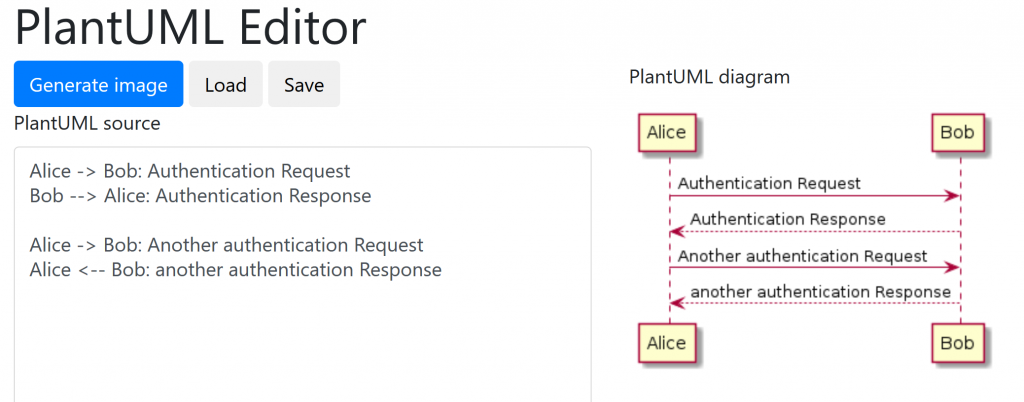 PlantUML Editor
Generate image Load Save
PlantUML source
Alice -> Bob: Authentication Request
Bob --> Alice: Authentication Response
Alice -> Bob: Another authentication Request
Alice <-- Bob: another authentication Response
PlantUML diagram
Alice Bob
Authentication Request
Authentication Response
Another authentication Request
another authentication Response
Alice Bob